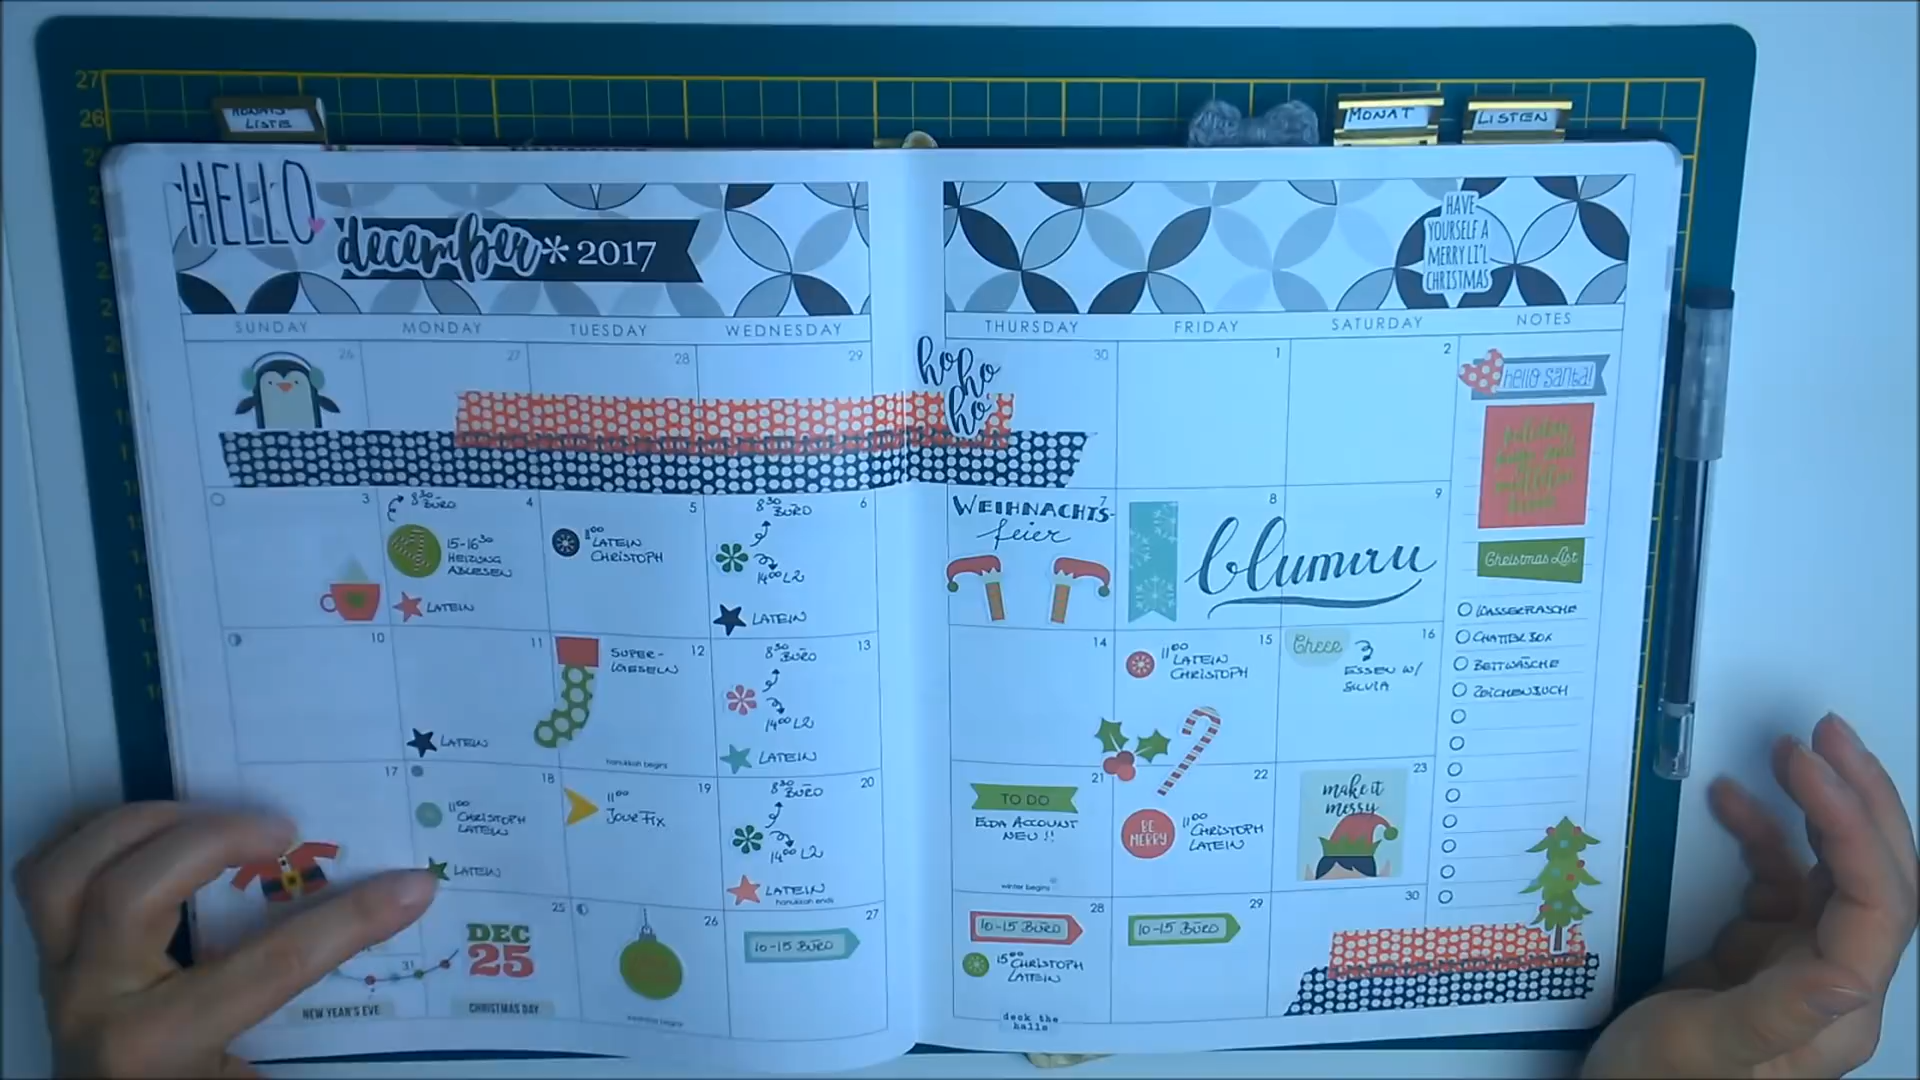 27
26
MONATS
LISTE
MONAT
LISTEN
HELLO
december* 2017
HAVE
YOURSELF A
MERRY LI'L
CHRISTMAS
SUNDAY
MONDAY
TUESDAY
WEDNESDAY
THURSDAY
FRIDAY
SATURDAY
NOTES
26
27
28
29
30
1
2
ho ho
ho
hello santa!
3
4
8³⁰ BÜRO
15-16³⁰
HEIZUNG
ABLESEN
LATEIN
5
11⁰⁰
LATEIN
CHRISTOPH
6
8³⁰ BÜRO
14⁰⁰ L2
LATEIN
7
WEIHNACHTS-
feier
8
9
blumiru
Christmas List
WASSERFLASCHE
CHATTER BOX
BETTWÄSCHE
ZEICHENBUCH
10
11
LATEIN
12
SUPER-
hanukkah begins
13
8³⁰ BÜRO
14⁰⁰ L2
LATEIN
14
15
11⁰⁰
LATEIN
CHRISTOPH
16
Cheer
ESSEN W/
SILVIA
17
18
11⁰⁰
CHRISTOPH
LATEIN
LATEIN
19
11⁰⁰
JOUR FIX
20
8³⁰ BÜRO
14⁰⁰ L2
LATEIN
hanukkah ends
21
TO DO
ACCOUNT
NEU !!
winter begins
22
BE
MERRY
11⁰⁰
CHRISTOPH
LATEIN
23
make it
merry
31
NEW YEAR'S EVE
25
DEC
25
CHRISTMAS DAY
26
27
10-15 BÜRO
28
10-15 BÜRO
15⁰⁰ CHRISTOPH
LATEIN
deck the
halls
29
10-15 BÜRO
30